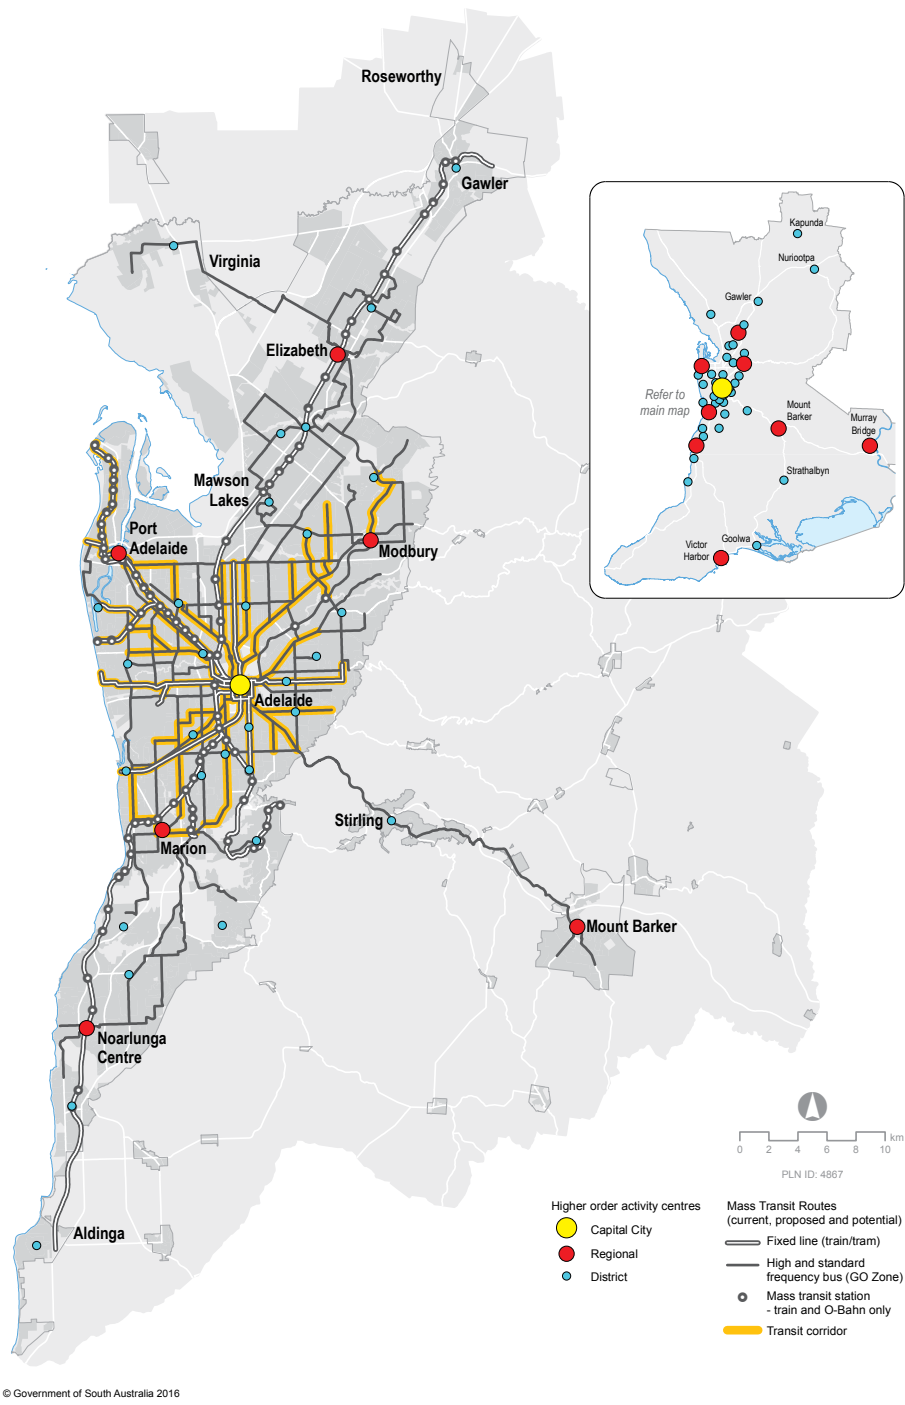 Roseworthy
Gawler
Virginia
Elizabeth
Mawson
Lakes
Port
Adelaide
Modbury
Adelaide
Stirling
Marion
Mount Barker
Noarlunga
Centre
Aldinga
Kapunda
Nuriootpa
Gawler
Refer to
main map
Mount
Barker
Murray
Bridge
Strathalbyn
Victor
Harbor
Goolwa
km
0 2 4 6 8 10
PLN ID: 4867
Higher order activity centres
Capital City
Regional
District
Mass Transit Routes
(current, proposed and potential)
Fixed line (train/tram)
High and standard
frequency bus (GO Zone)
Mass transit station
- train and O-Bahn only
Transit corridor
© Government of South Australia 2016